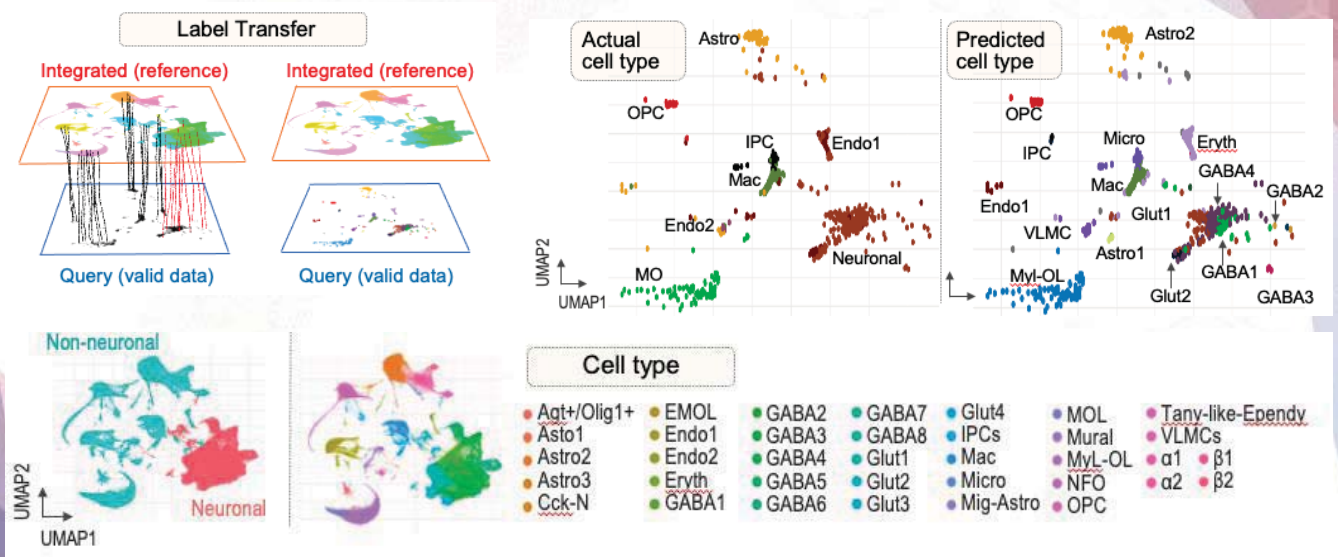 Label Transfer
Integrated (reference)
Integrated (reference)
Query (valid data)
Query (valid data)
Actual
cell type
Astro
OPC
IPC
Endo1
Mac
Endo2
Neuronal
MO
UMAP2
UMAP1
Predicted
cell type
Astro2
OPC
IPC
Micro
Eryth
GABA4
GABA2
Mac
Endo1
Glut1
VLMC
Astro1
Myl-OL
GABA1
Glut2
GABA3
Non-neuronal
Neuronal
UMAP2
UMAP1
Cell type
Agt+/Olig1+
Asto1
Astro2
Astro3
Cck-N
EMOL
Endo1
Endo2
Eryth
GABA1
GABA2
GABA3
GABA4
GABA5
GABA6
GABA7
GABA8
Glut1
Glut2
Glut3
Glut4
IPCs
Mac
Micro
Mig-Astro
MOL
Mural
MyL-OL
NFO
OPC
Tany-like-Ependy
VLMCs
α1 β1
α2 β2